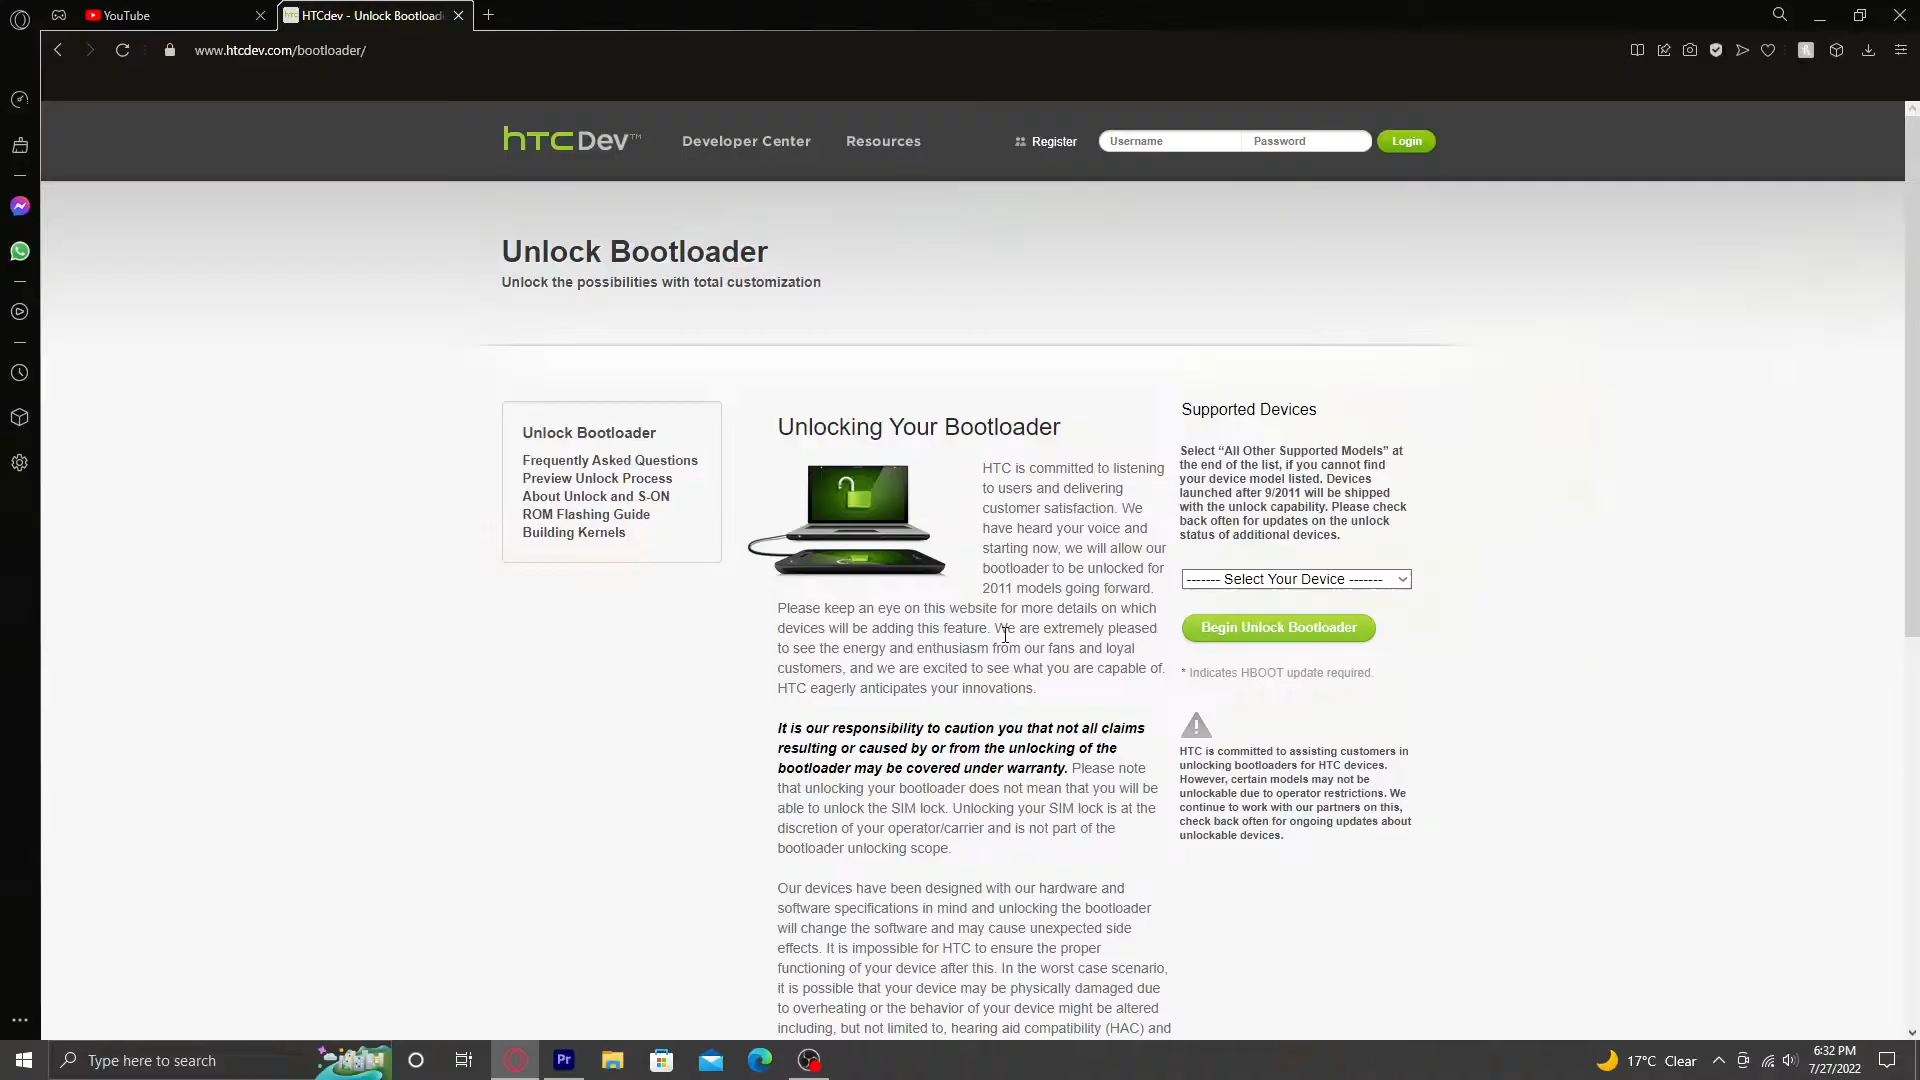 YouTube
HTCdev - Unlock Bootload
www.htcdev.com/bootloader/
hTC Dev™
Developer Center
Resources
Register
Username
Password
Login
Unlock Bootloader
Unlock the possibilities with total customization
Unlock Bootloader
Frequently Asked Questions
Preview Unlock Process
About Unlock and S-ON
ROM Flashing Guide
Building Kernels
Unlocking Your Bootloader
HTC is committed to listening
to users and delivering
customer satisfaction. We
have heard your voice and
starting now, we will allow our
bootloader to be unlocked for
2011 models going forward.
Please keep an eye on this website for more details on which
devices will be adding this feature. We are extremely pleased
to see the energy and enthusiasm from our fans and loyal
customers, and we are excited to see what you are capable of.
HTC eagerly anticipates your innovations.
It is our responsibility to caution you that not all claims
resulting or caused by or from the unlocking of the
bootloader may be covered under warranty. Please note
that unlocking your bootloader does not mean that you will be
able to unlock the SIM lock. Unlocking your SIM lock is at the
discretion of your operator/carrier and is not part of the
bootloader unlocking scope.
Our devices have been designed with our hardware and
software specifications in mind and unlocking the bootloader
will change the software and may cause unexpected side
effects. It is impossible for HTC to ensure the proper
functioning of your device after this. In the worst case scenario,
it is possible that your device may be physically damaged due
to overheating or the behavior of your device might be altered
including, but not limited to, hearing aid compatibility (HAC) and
Supported Devices
Select “All Other Supported Models” at
the end of the list, if you cannot find
your device model listed. Devices
launched after 9/2011 will be shipped
with the unlock capability. Please check
back often for updates on the unlock
status of additional devices.
------- Select Your Device -------
Begin Unlock Bootloader
* Indicates HBOOT update required.
HTC is committed to assisting customers in
unlocking bootloaders for HTC devices.
However, certain models may not be
unlockable due to operator restrictions. We
continue to work with our partners on this,
check back often for ongoing updates about
unlockable devices.
Type here to search
Pr
17°C Clear
6:32 PM
7/27/2022